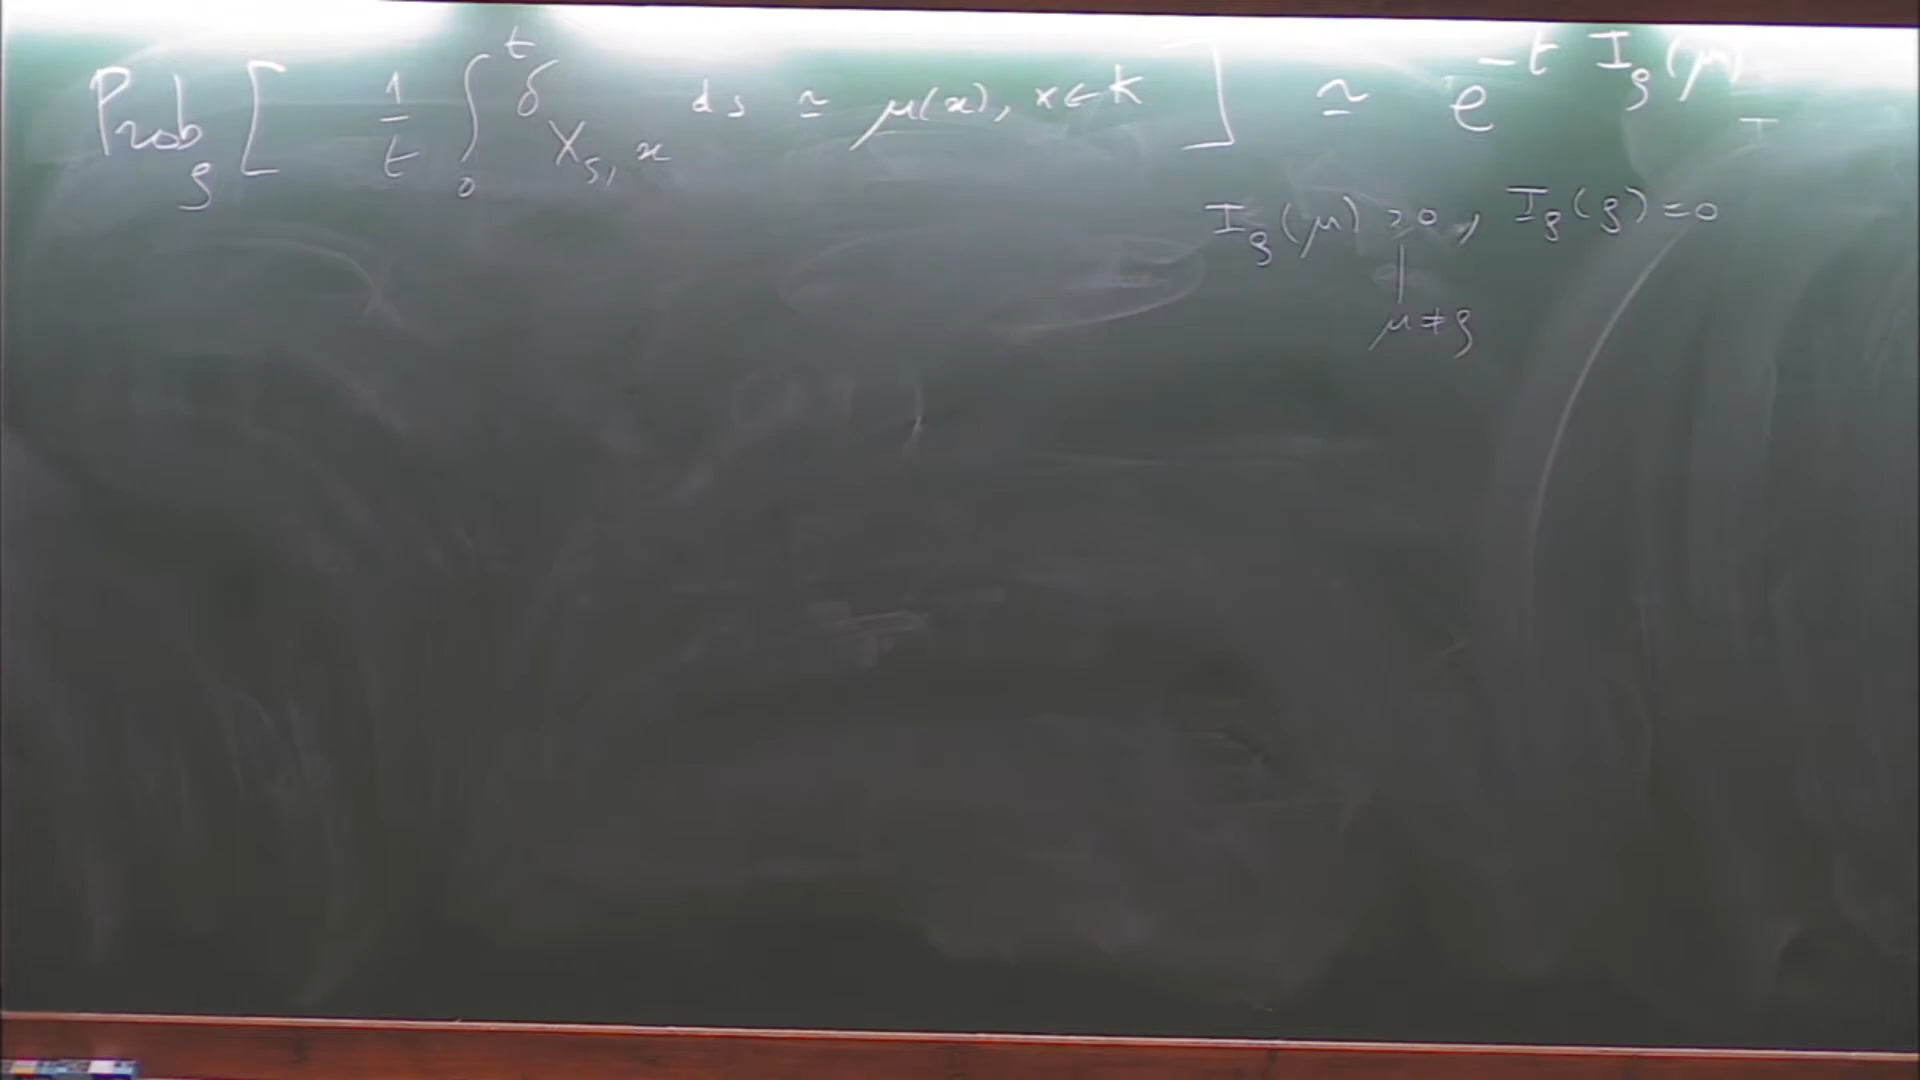 Prob_ρ [ 1/t ∫_0^t δ_{X_s, x} ds ≃ μ(x), x ∈ K ] ≃ e^{-t I_ρ(μ)}
I_ρ(μ) > 0, I_ρ(ρ) = 0
μ ≠ ρ